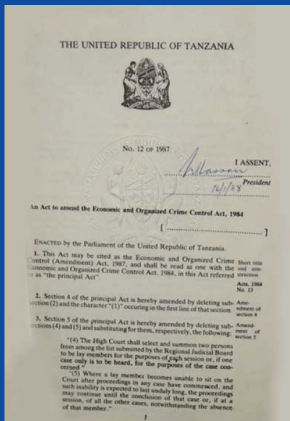 THE UNITED REPUBLIC OF TANZANIA
No. 12 OF 1987
I ASSENT,
President
16/1/88
An Act to amend the Economic and Organized Crime Control Act, 1984
[ ........................ ]
ENACTED by the Parliament of the United Republic of Tanzania.
1. This Act may be cited as the Economic and Organized Crime
Control (Amendment) Act, 1987, and shall be read as one with the
Economic and Organized Crime Control Act, 1984, in this Act referred
to as "the principal Act".
Short title
and con-
struction
Acts, 1984
No. 13
2. Section 4 of the principal Act is hereby amended by deleting sub-
section (2) and the character "(1)" occurring in the first line of that section.
Ame-
ndment of
section 4
3. Section 5 of the principal Act is hereby amended by deleting sub-
sections (4) and (5) and substituting for them, respectively, the following:
Amend-
ment of
section 5
"(4) The High Court shall select and summon two persons
from among the list submitted by the Regional Judicial Board
to be lay members for the purposes of each session or, if one
case only is to be heard, for the purposes of the case con-
cerned"
"(5) Where a lay member becomes unable to sit on the
Court after proceedings in any case have commenced, and
such inability is expected to last unduly long, the proceedings
may continue until the conclusion of that case or, if at a
session, of all the other cases, notwithstanding the absence
of that member."
1